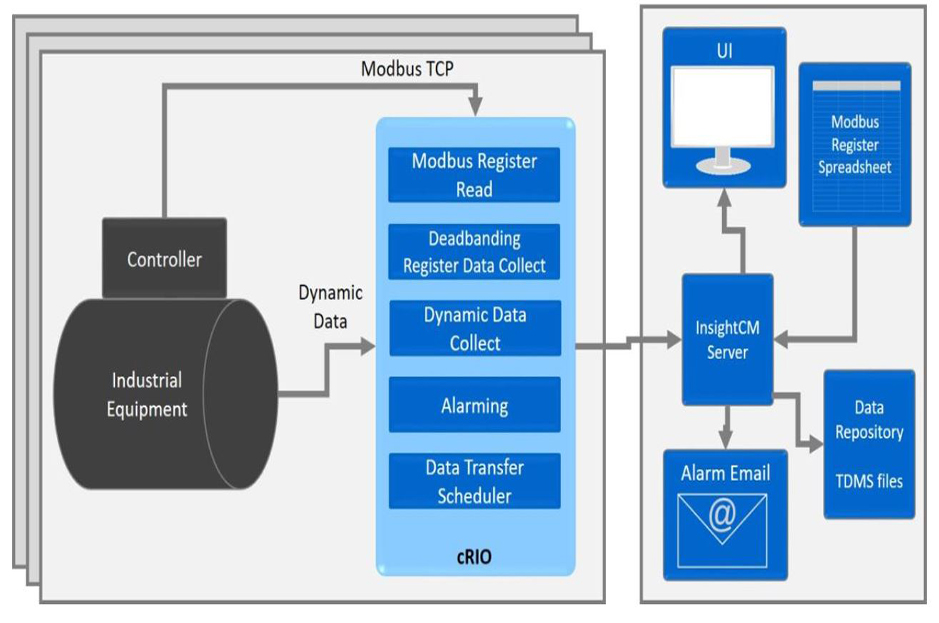 Modbus TCP
Controller
Industrial
Equipment
Dynamic
Data
Modbus Register
Read
Deadbanding
Register Data Collect
Dynamic Data
Collect
Alarming
Data Transfer
Scheduler
cRIO
UI
Modbus
Register
Spreadsheet
InsightCM
Server
Data
Repository
TDMS files
Alarm Email
@